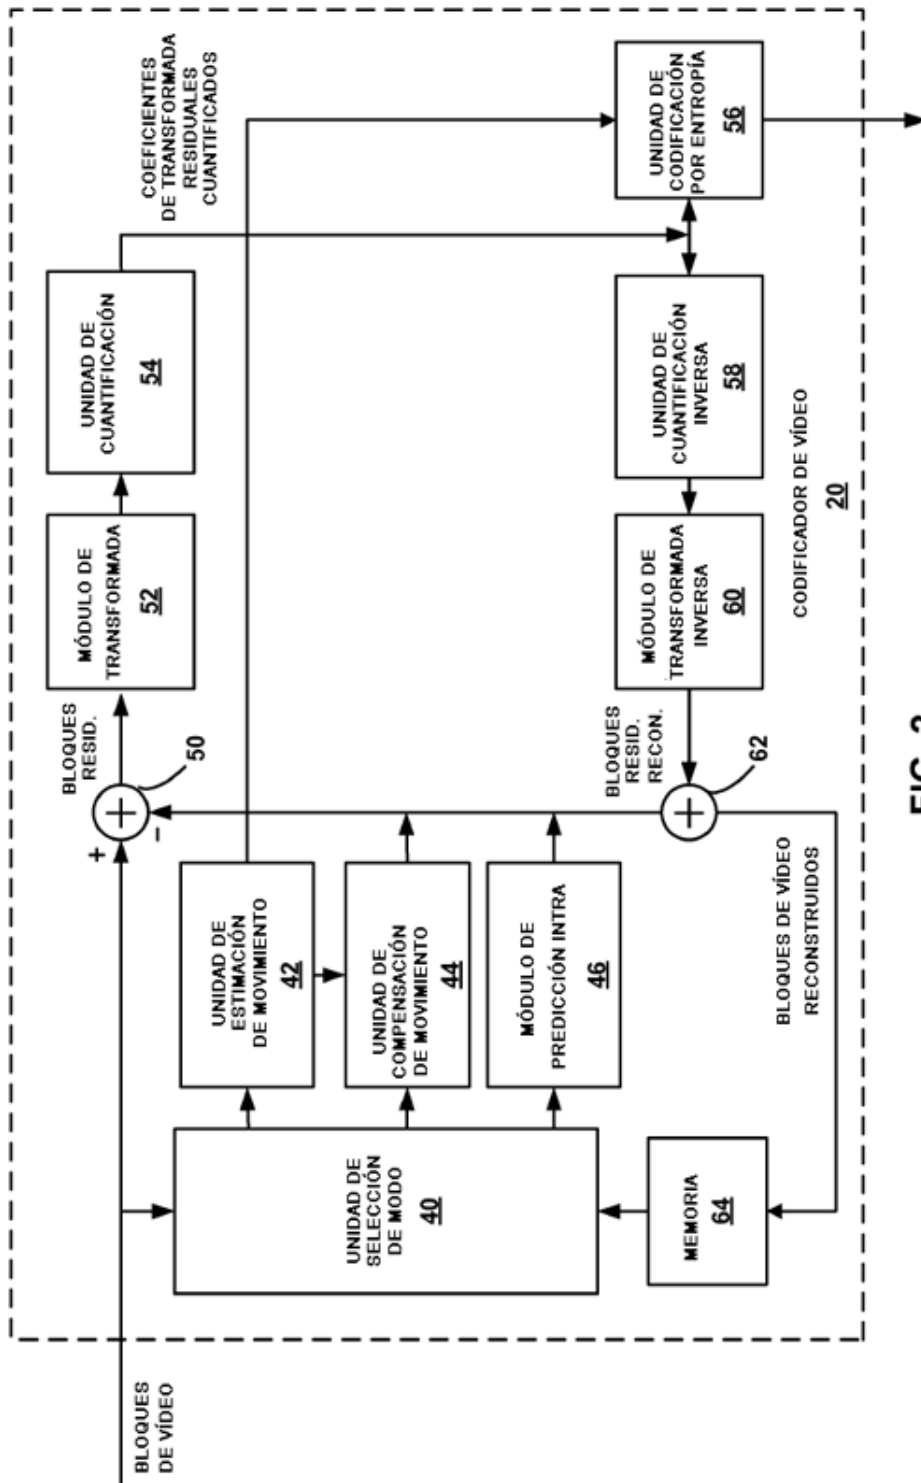 BLOQUES
DE VÍDEO
+
−
50
BLOQUES
RESID.
MÓDULO DE
TRANSFORMADA
52
UNIDAD DE
CUANTIFICACIÓN
54
COEFICIENTES
DE TRANSFORMADA
RESIDUALES
CUANTIFICADOS
UNIDAD DE
SELECCIÓN
DE MODO
40
UNIDAD DE
ESTIMACIÓN
DE MOVIMIENTO
42
UNIDAD DE
COMPENSACIÓN
DE MOVIMIENTO
44
MÓDULO DE
PREDICCIÓN INTRA
46
MEMORIA
64
BLOQUES DE VÍDEO
RECONSTRUIDOS
62
BLOQUES
RESID.
RECON.
MÓDULO DE
TRANSFORMADA
INVERSA
60
UNIDAD DE
CUANTIFICACIÓN
INVERSA
58
UNIDAD DE
CODIFICACIÓN
POR ENTROPÍA
56
CODIFICADOR DE VÍDEO
20
FIG.